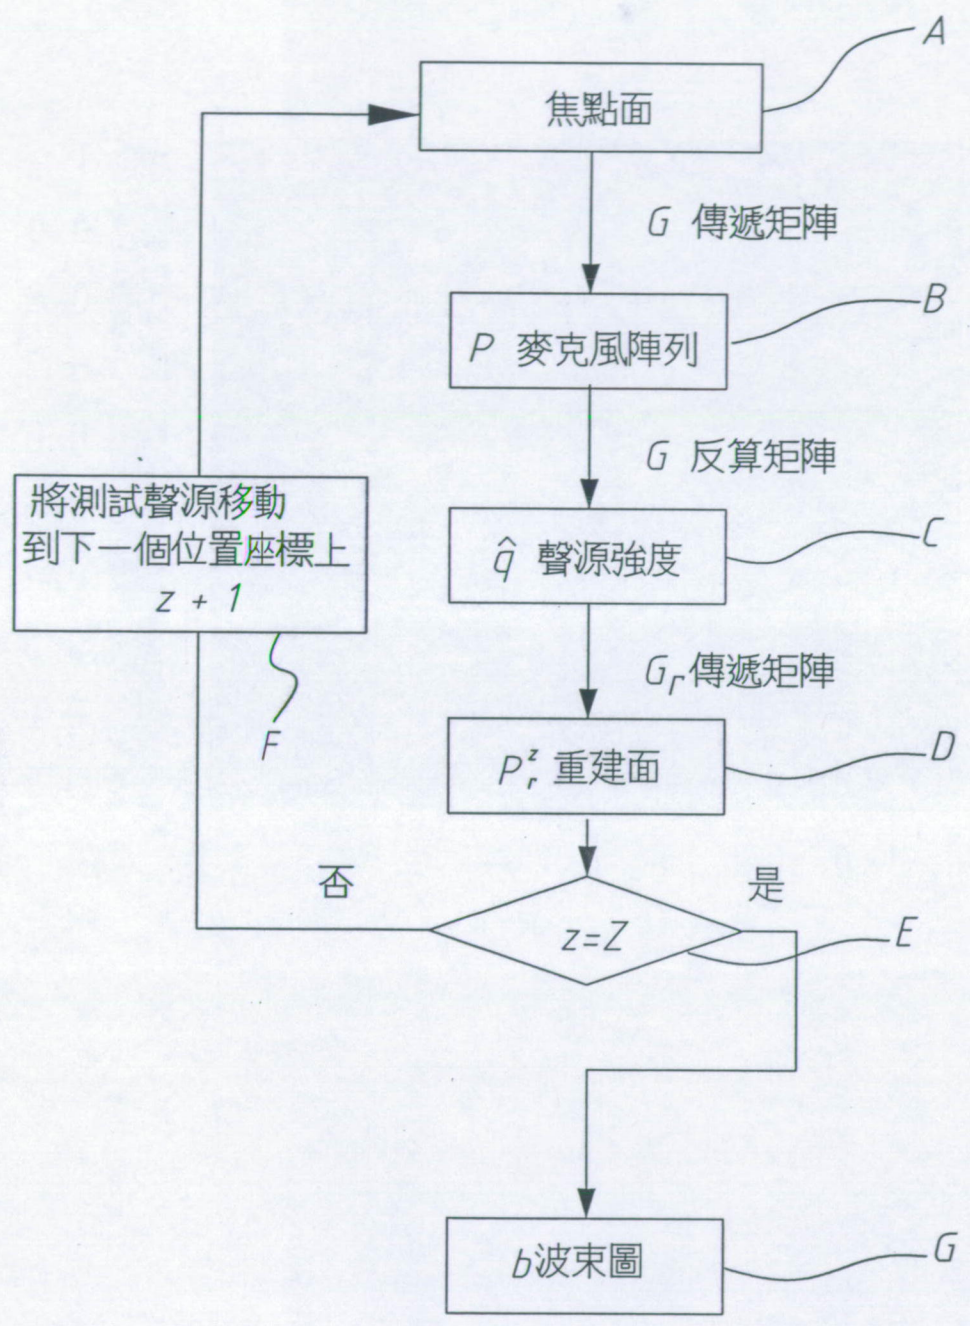 A
焦點面
G 傳遞矩陣
B
P 麥克風陣列
G 反算矩陣
將測試聲源移動
到下一個位置座標上
z + 1
F
C
q̂ 聲源強度
Gr 傳遞矩陣
D
Pᶻr 重建面
否
是
z=Z
E
b波束圖
G